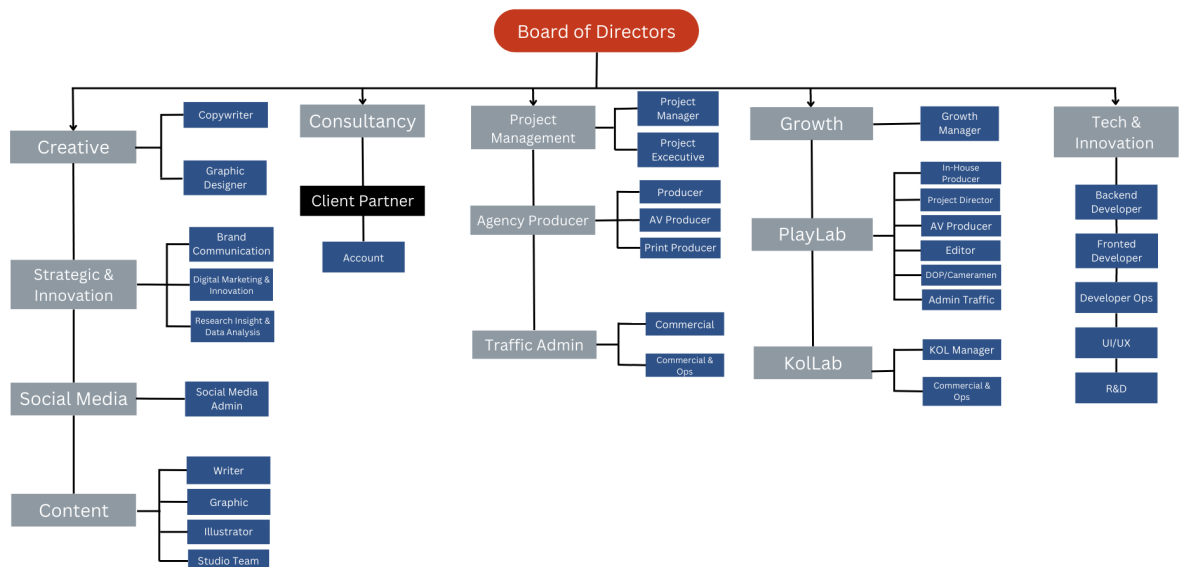 Board of Directors
Creative
Copywriter
Graphic
Designer
Strategic &
Innovation
Brand
Communication
Digital Marketing &
Innovation
Research Insight &
Data Analysis
Social Media
Social Media
Admin
Content
Writer
Graphic
Illustrator
Studio Team
Consultancy
Client Partner
Account
Project
Management
Project
Manager
Project
Excecutive
Agency Producer
Producer
AV Producer
Print Producer
Traffic Admin
Commercial
Commercial &
Ops
Growth
Growth
Manager
PlayLab
In-House
Producer
Project Director
AV Producer
Editor
DOP/Cameramen
Admin Traffic
KolLab
KOL Manager
Commercial &
Ops
Tech &
Innovation
Backend
Developer
Fronted
Developer
Developer Ops
UI/UX
R&D